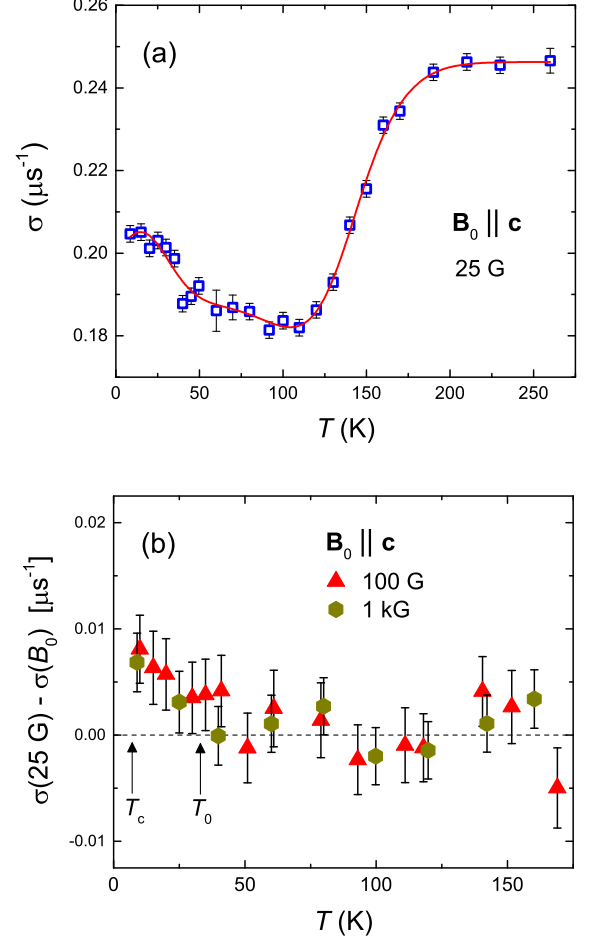 0.26
(a)
0.24
0.22
0.20
0.18
σ (μs⁻¹)
B₀ || c
25 G
0 50 100 150 200 250
T (K)
0.02
(b)
B₀ || c
100 G
1 kG
0.01
0.00
-0.01
σ(25 G) - σ(B₀) [μs⁻¹]
T_c
T₀
0 50 100 150
T (K)